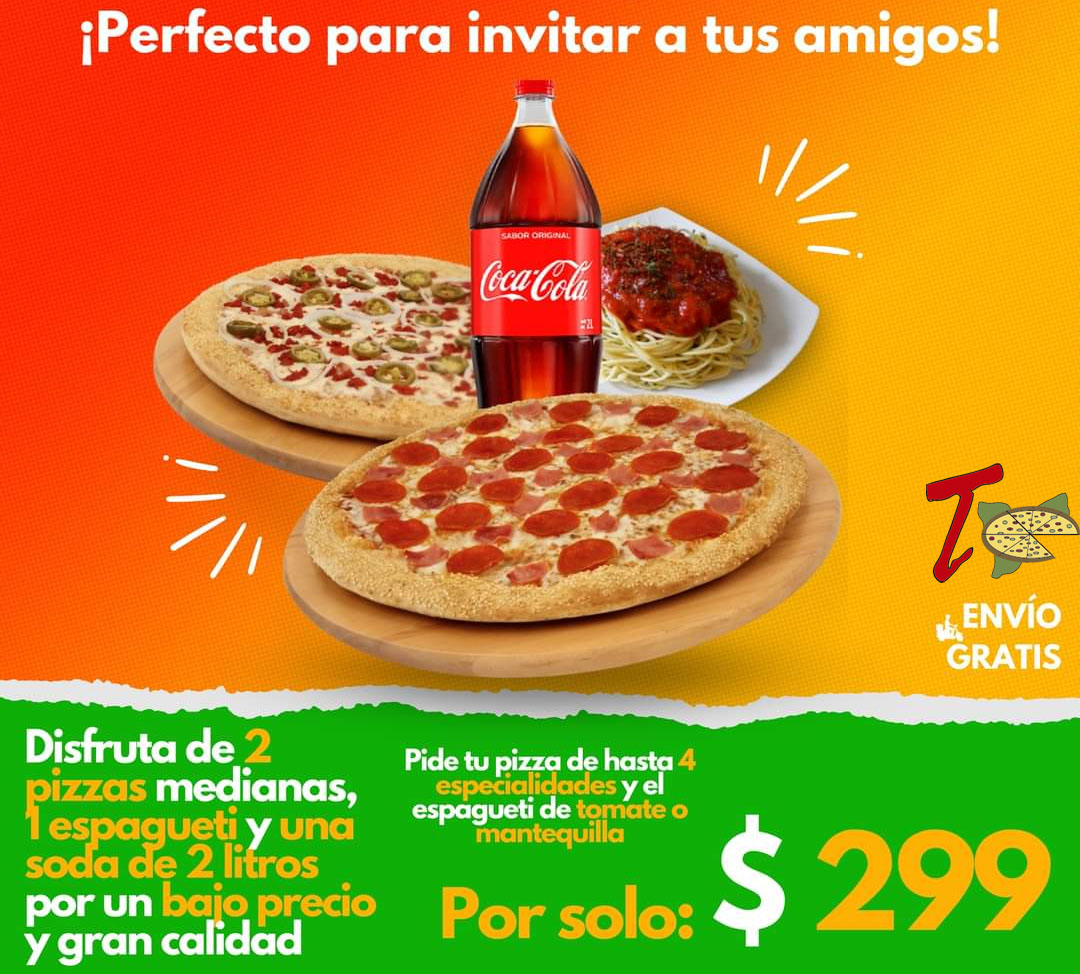 ¡Perfecto para invitar a tus amigos!
SABOR ORIGINAL
Coca-Cola
2L
T
ENVÍO
GRATIS
Disfruta de 2
pizzas medianas,
1 espagueti y una
soda de 2 litros
por un bajo precio
y gran calidad
Pide tu pizza de hasta 4
especialidades y el
espagueti de tomate o
mantequilla
Por solo: $ 299